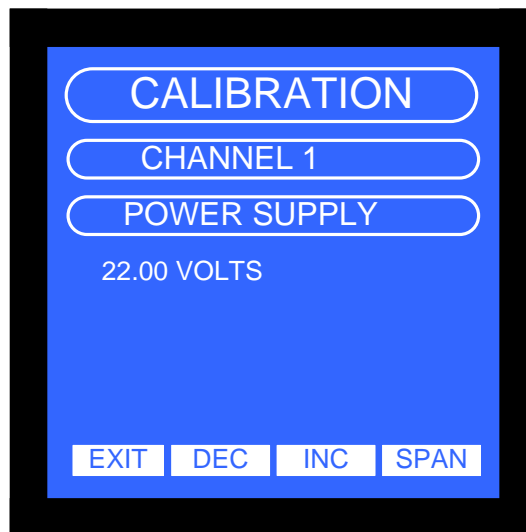 CALIBRATION
CHANNEL 1
POWER SUPPLY
22.00 VOLTS
EXIT DEC INC SPAN